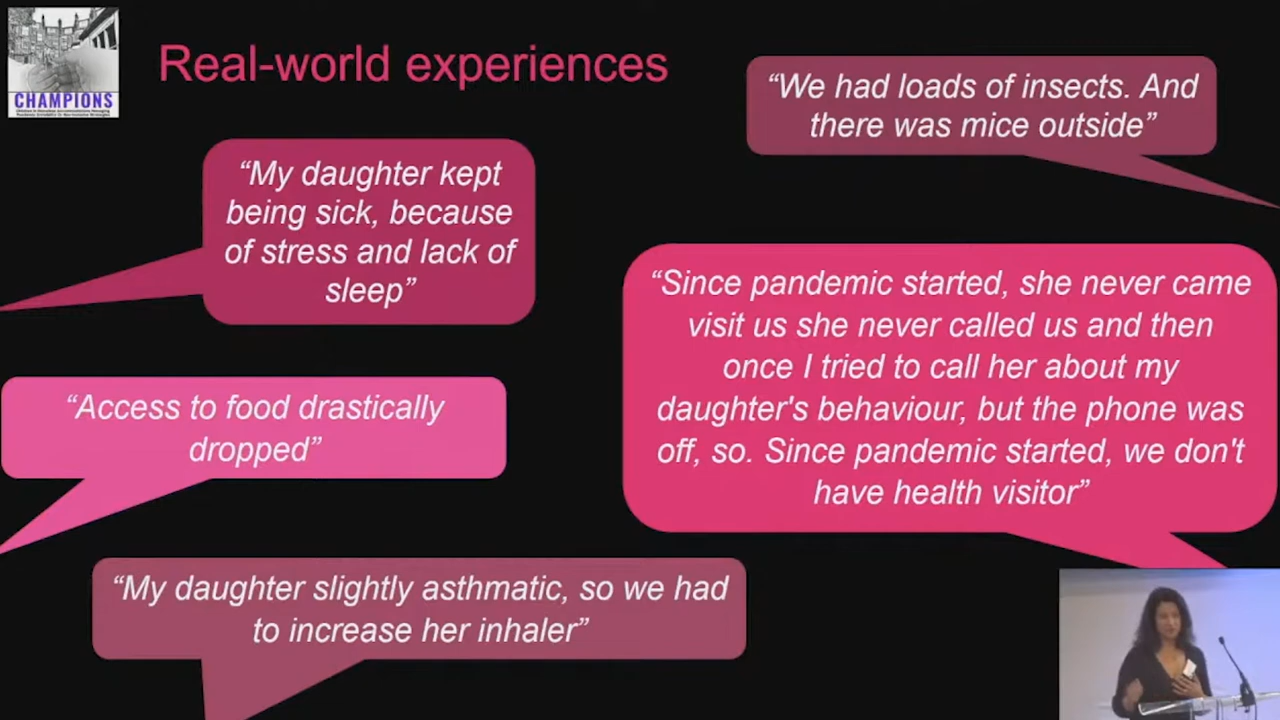 CHAMPIONS
Real-world experiences
“We had loads of insects. And
there was mice outside”
“My daughter kept
being sick, because
of stress and lack of
sleep”
“Since pandemic started, she never came
visit us she never called us and then
once I tried to call her about my
daughter's behaviour, but the phone was
off, so. Since pandemic started, we don't
have health visitor”
“Access to food drastically
dropped”
“My daughter slightly asthmatic, so we had
to increase her inhaler”